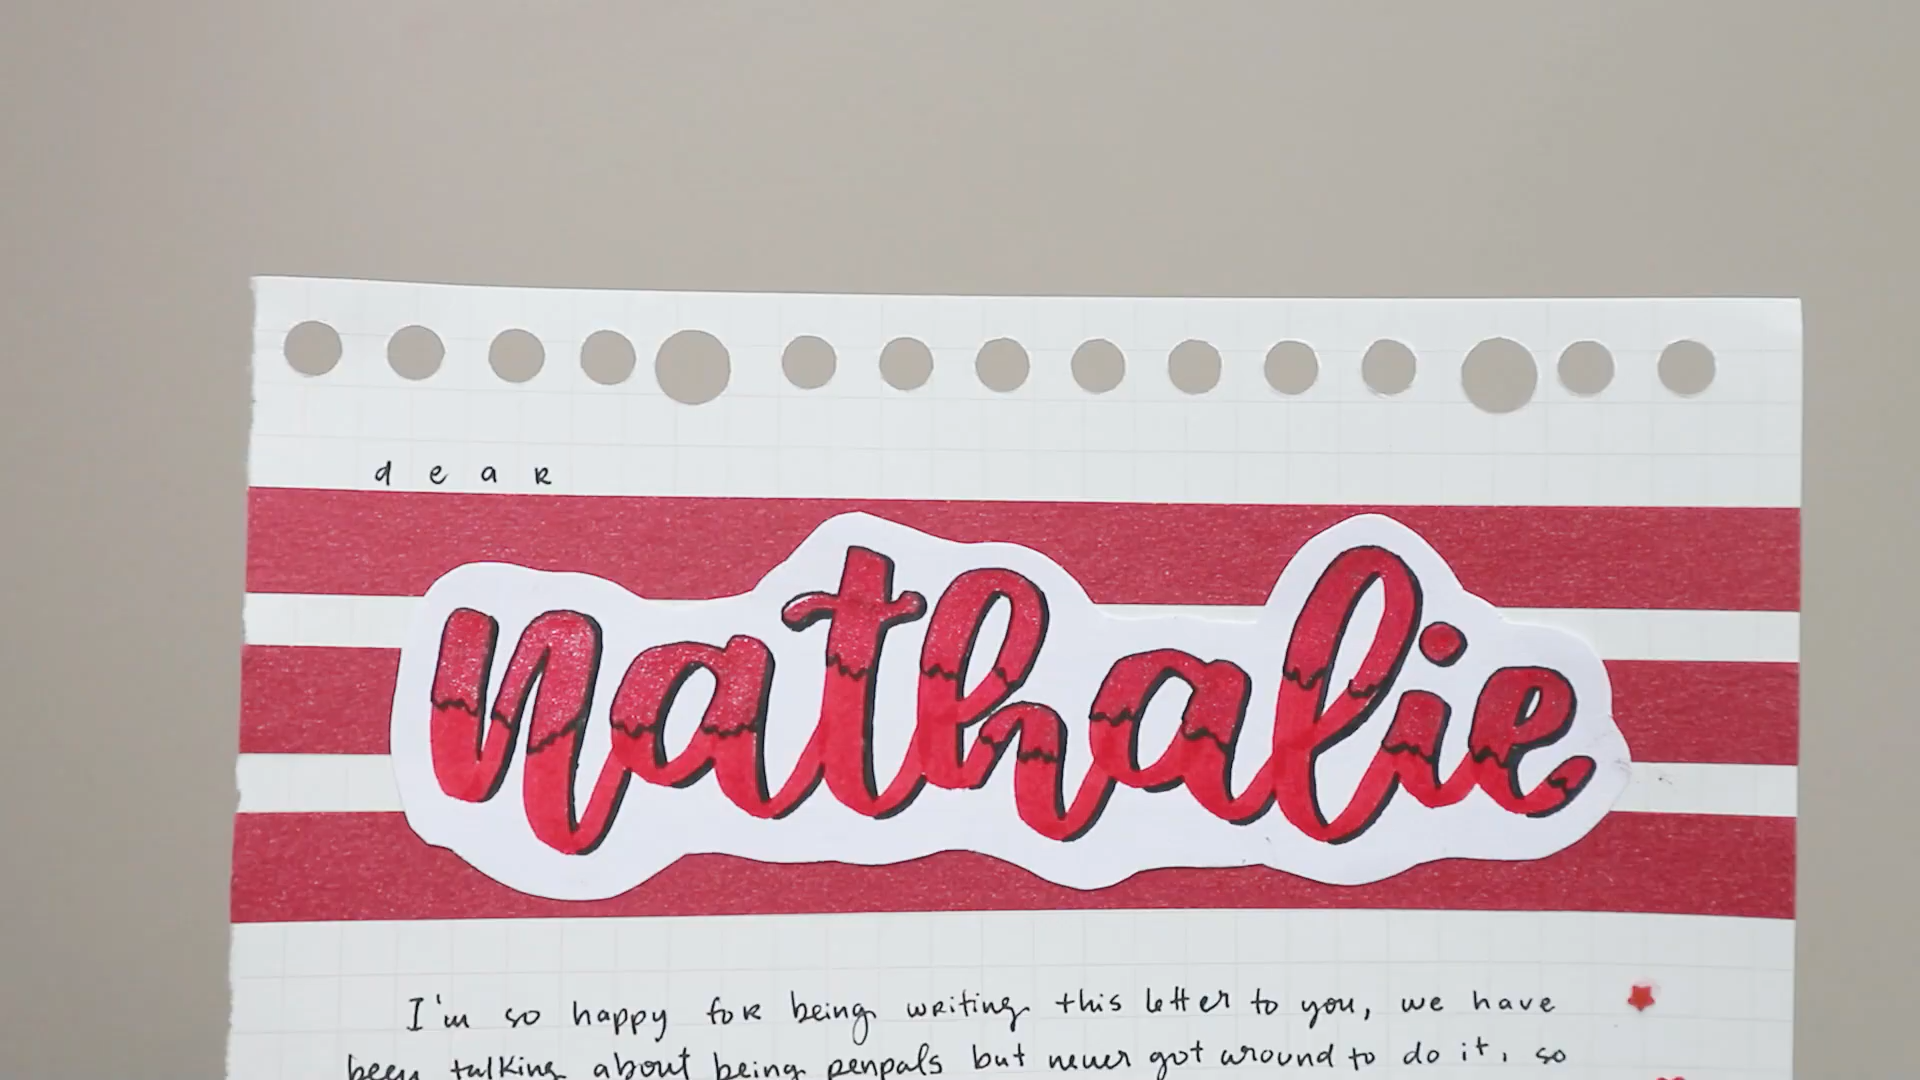 dear
nathalie
I'm so happy for being writing this letter to you, we have
been talking about being penpals but never got around to do it, so